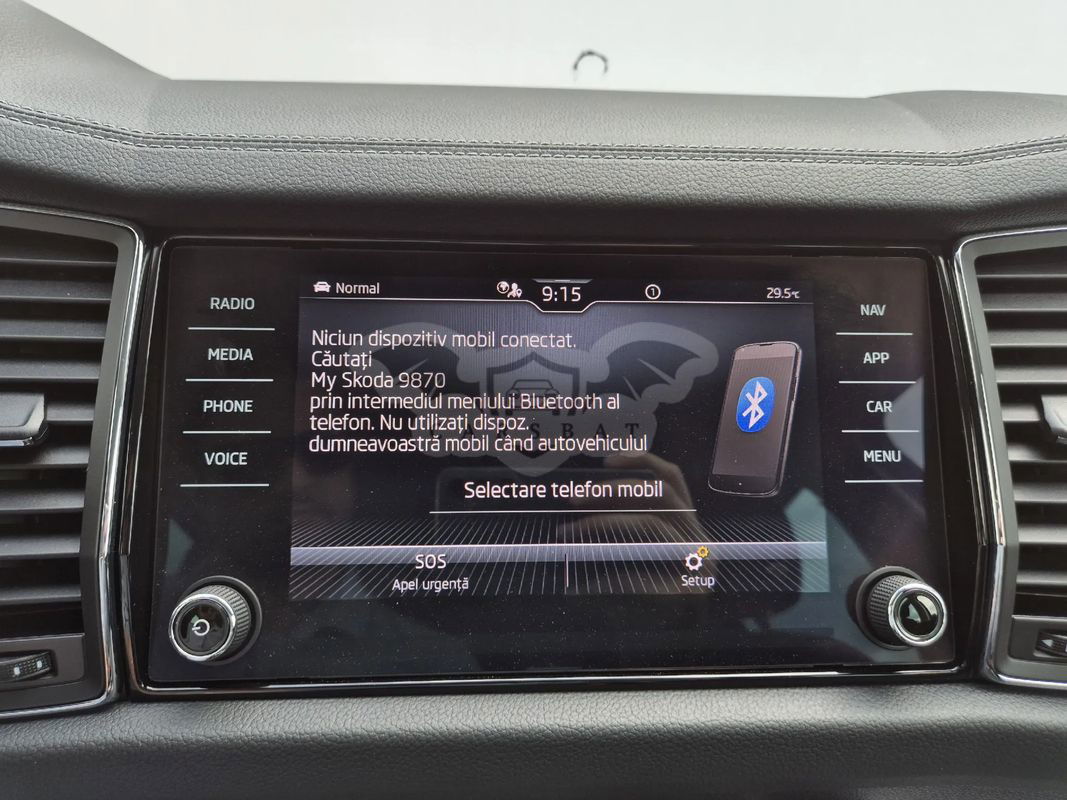 Normal
9:15
1
29.5°C
RADIO
MEDIA
PHONE
VOICE
Niciun dispozitiv mobil conectat.
Căutați
My Skoda 9870
prin intermediul meniului Bluetooth al
telefon. Nu utilizați dispoz.
dumneavoastră mobil când autovehiculul
Selectare telefon mobil
SOS
Apel urgență
Setup
NAV
APP
CAR
MENU